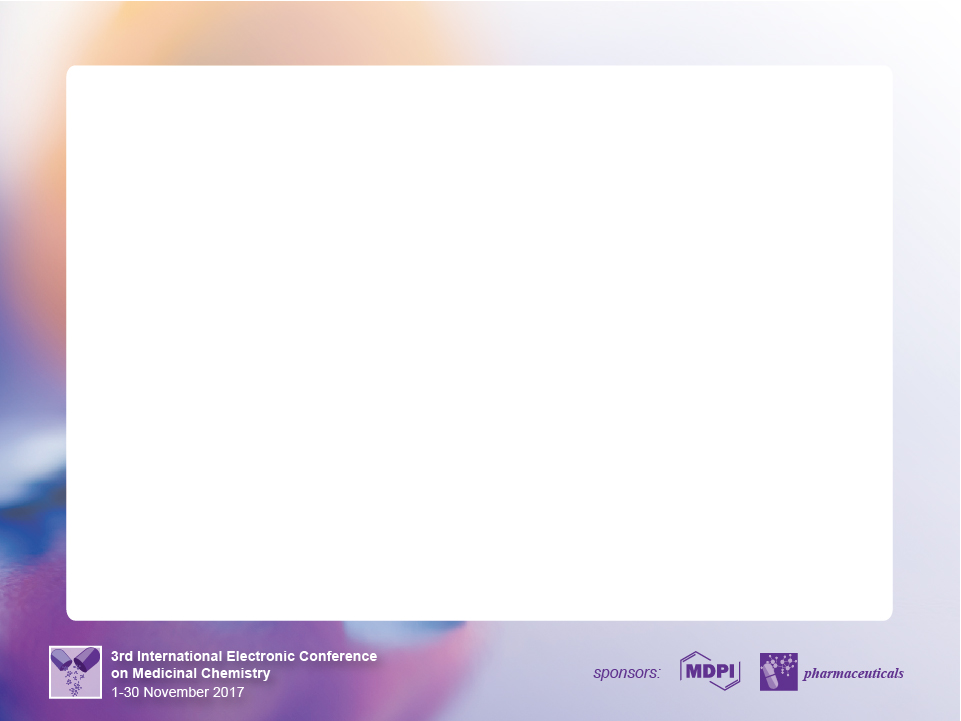 3rd International Electronic Conference
on Medicinal Chemistry
1-30 November 2017
sponsors:
MDPI
pharmaceuticals